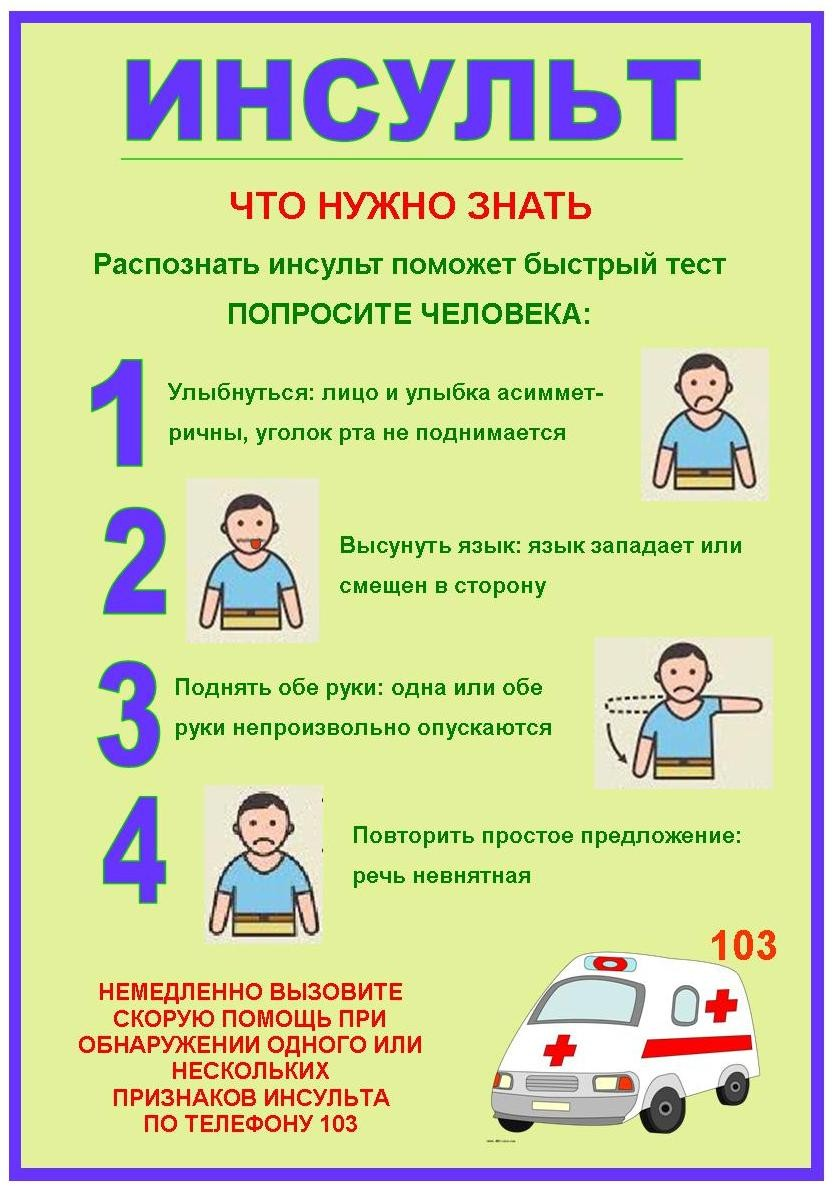 ИНСУЛЬТ
ЧТО НУЖНО ЗНАТЬ
Распознать инсульт поможет быстрый тест
ПОПРОСИТЕ ЧЕЛОВЕКА:
1
Улыбнуться: лицо и улыбка асиммет-
ричны, уголок рта не поднимается
2
Высунуть язык: язык западает или
смещен в сторону
3
Поднять обе руки: одна или обе
руки непроизвольно опускаются
4
Повторить простое предложение:
речь невнятная
103
НЕМЕДЛЕННО ВЫЗОВИТЕ
СКОРУЮ ПОМОЩЬ ПРИ
ОБНАРУЖЕНИИ ОДНОГО ИЛИ
НЕСКОЛЬКИХ
ПРИЗНАКОВ ИНСУЛЬТА
ПО ТЕЛЕФОНУ 103